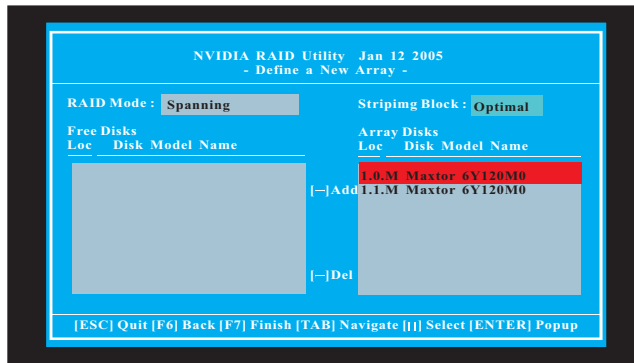 NVIDIA RAID Utility Jan 12 2005
- Define a New Array -
RAID Mode : Spanning
Stripimg Block : Optimal
Free Disks
Loc Disk Model Name
Array Disks
Loc Disk Model Name
1.0.M Maxtor 6Y120M0
[—]Add
1.1.M Maxtor 6Y120M0
[—]Del
[ESC] Quit [F6] Back [F7] Finish [TAB] Navigate [||] Select [ENTER] Popup